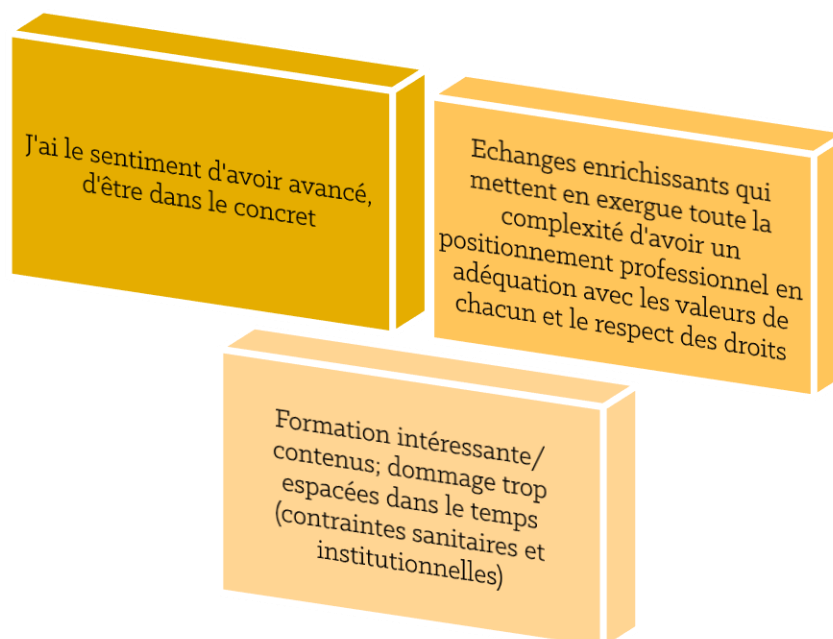 J'ai le sentiment d'avoir avancé,
d'être dans le concret
Echanges enrichissants qui
mettent en exergue toute la
complexité d'avoir un
positionnement professionnel en
adéquation avec les valeurs de
chacun et le respect des droits
Formation intéressante/
contenus; dommage trop
espacées dans le temps
(contraintes sanitaires et
institutionnelles)